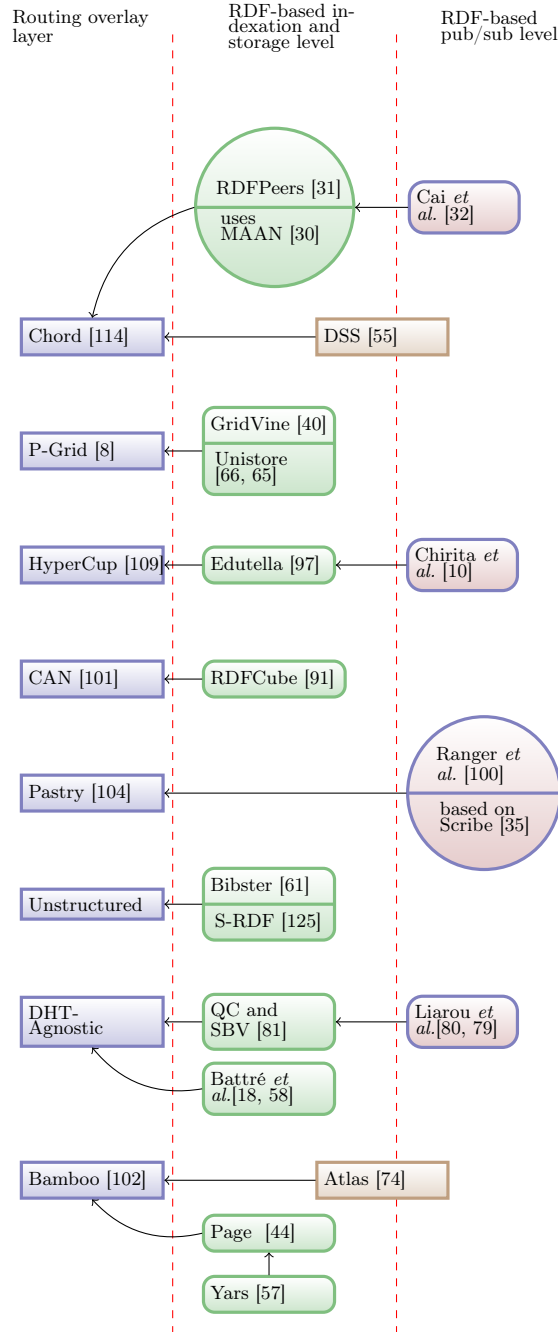 Routing overlay
layer
RDF-based in-
dexation and
storage level
RDF-based
pub/sub level
RDFPeers [31]
uses
MAAN [30]
Cai et
al. [32]
Chord [114]
DSS [55]
P-Grid [8]
GridVine [40]
Unistore
[66, 65]
HyperCup [109]
Edutella [97]
Chirita et
al. [10]
CAN [101]
RDFCube [91]
Pastry [104]
Ranger et
al. [100]
based on
Scribe [35]
Unstructured
Bibster [61]
S-RDF [125]
DHT-
Agnostic
QC and
SBV [81]
Liarou et
al.[80, 79]
Battré et
al.[18, 58]
Bamboo [102]
Atlas [74]
Page [44]
Yars [57]